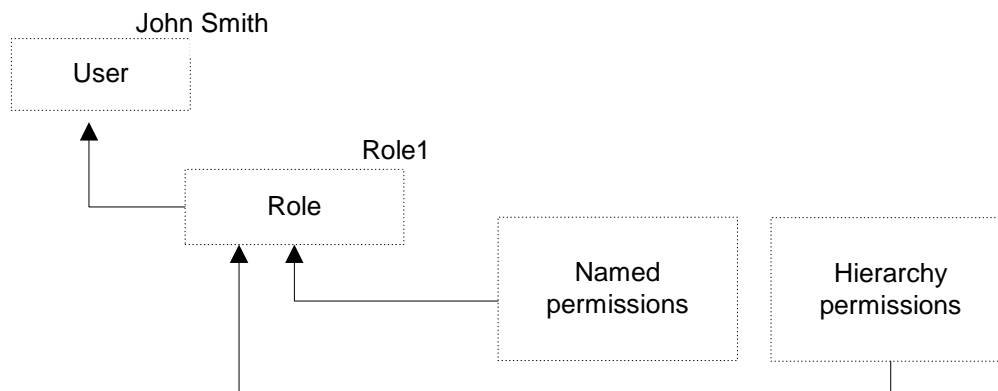 John Smith
User
Role1
Role
Named
permissions
Hierarchy
permissions